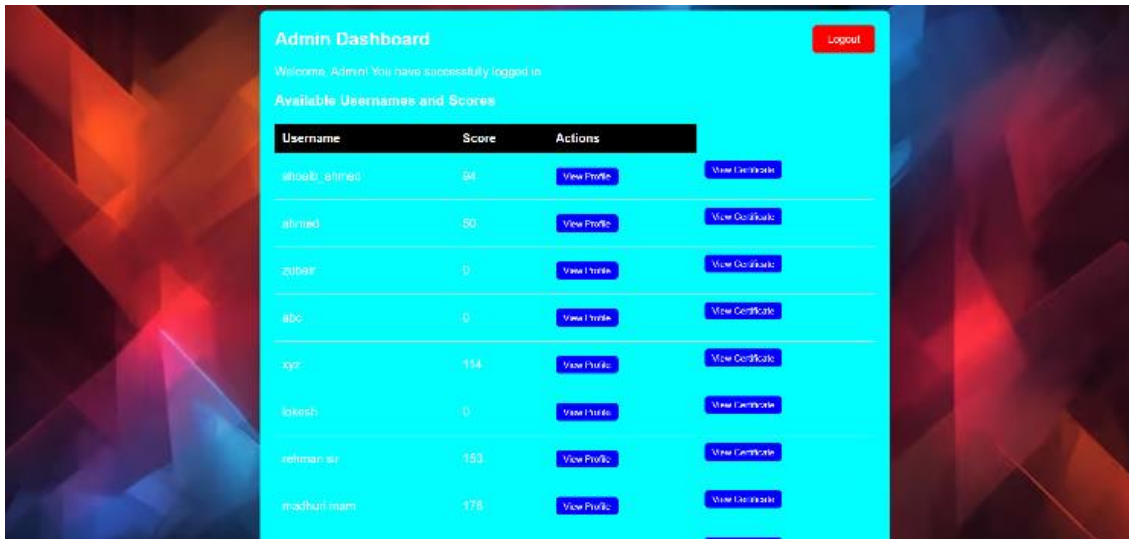 Admin Dashboard
Logout
Welcome, Admin! You have successfully logged in
Available Usernames and Scores
Username Score Actions
shoaib_ahmed 94 View Profile View Certificate
ahmed 50 View Profile View Certificate
zubair 0 View Profile View Certificate
abc 0 View Profile View Certificate
xyz 114 View Profile View Certificate
lokesh 0 View Profile View Certificate
rehman sir 153 View Profile View Certificate
madhuri mam View Profile View Certificate